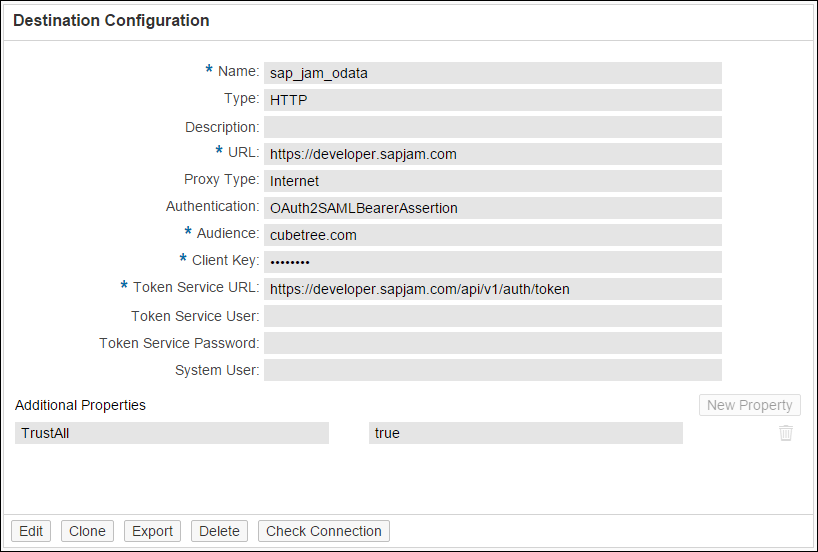 Destination Configuration
* Name: sap_jam_odata
Type: HTTP
Description:
* URL: https://developer.sapjam.com
Proxy Type: Internet
Authentication: OAuth2SAMLBearerAssertion
* Audience: cubetree.com
* Client Key: ••••••••
* Token Service URL: https://developer.sapjam.com/api/v1/auth/token
Token Service User:
Token Service Password:
System User:
Additional Properties New Property
TrustAll true
Edit Clone Export Delete Check Connection